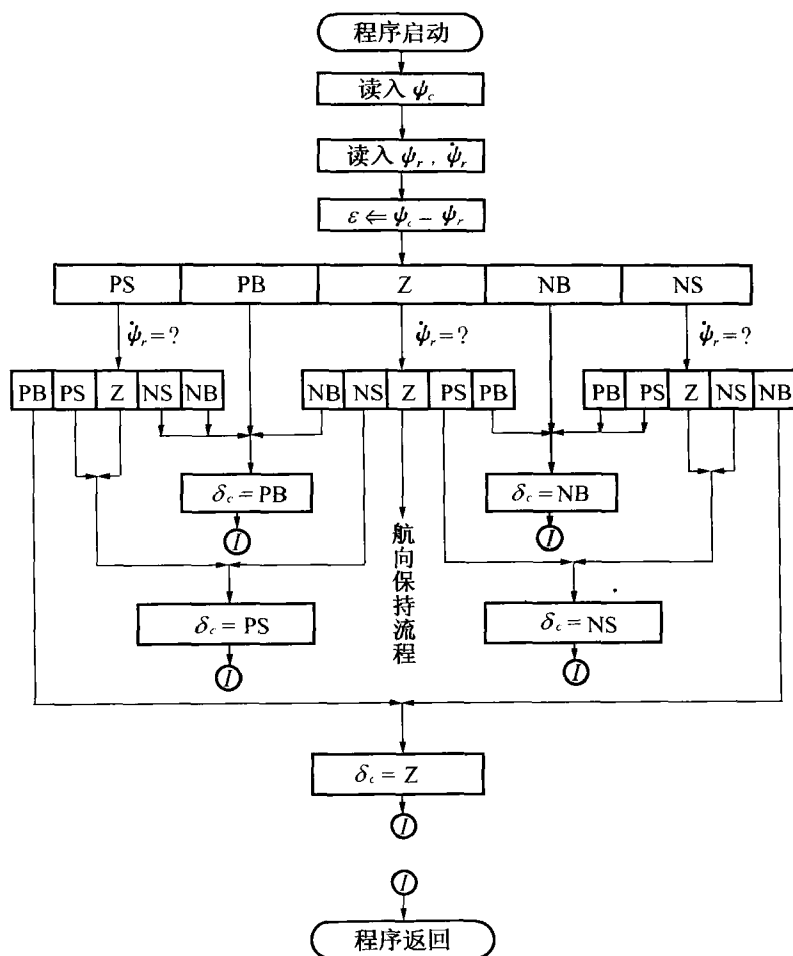 程序启动
读入 ψc
读入 ψr , ψ̇r
ε ⇐ ψc − ψr
PS PB Z NB NS
ψ̇r=? ψ̇r=? ψ̇r=?
PB PS Z NS NB NB NS Z PS PB PB PS Z NS NB
δc = PB δc = NB
I I
航向保持流程
δc = PS δc = NS
I I
δc = Z
I
I
程序返回